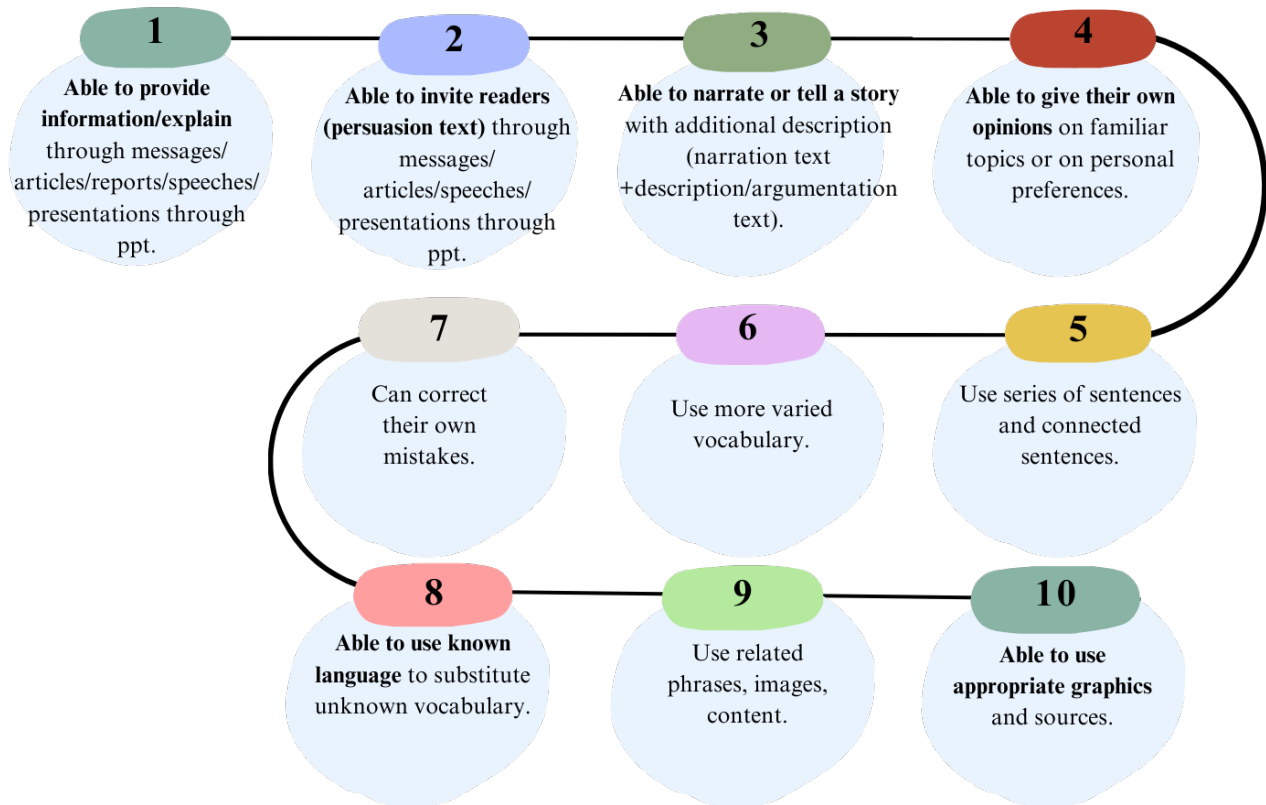 1
Able to provide
information/explain
through messages/
articles/reports/speeches/
presentations through
ppt.
2
Able to invite readers
(persuasion text) through
messages/
articles/speeches/
presentations through
ppt.
3
Able to narrate or tell a story
with additional description
(narration text
+description/argumentation
text).
4
Able to give their own
opinions on familiar
topics or on personal
preferences.
5
Use series of sentences
and connected
sentences.
6
Use more varied
vocabulary.
7
Can correct
their own
mistakes.
8
Able to use known
language to substitute
unknown vocabulary.
9
Use related
phrases, images,
content.
10
Able to use
appropriate graphics
and sources.